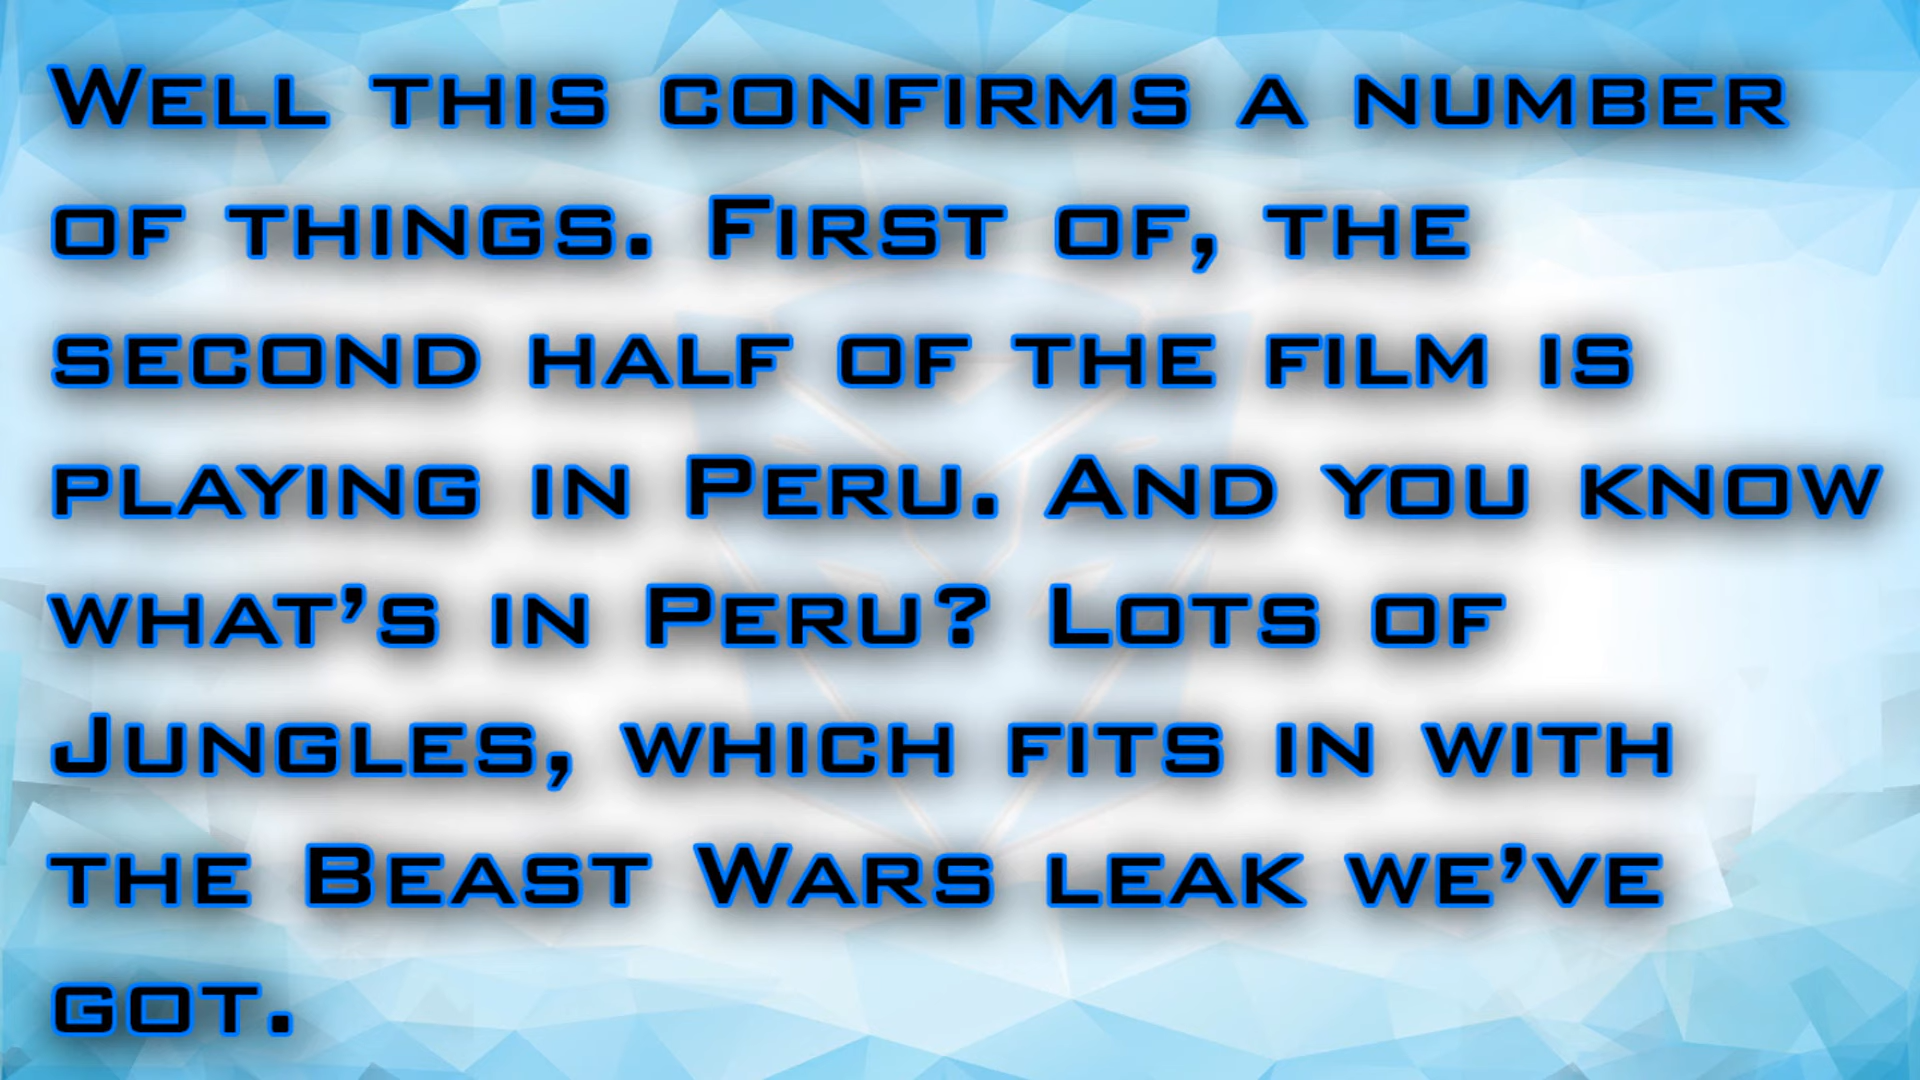 Well this confirms a number
of things. First of, the
second half of the film is
playing in Peru. And you know
what's in Peru? Lots of
Jungles, which fits in with
the Beast Wars leak we've
got.